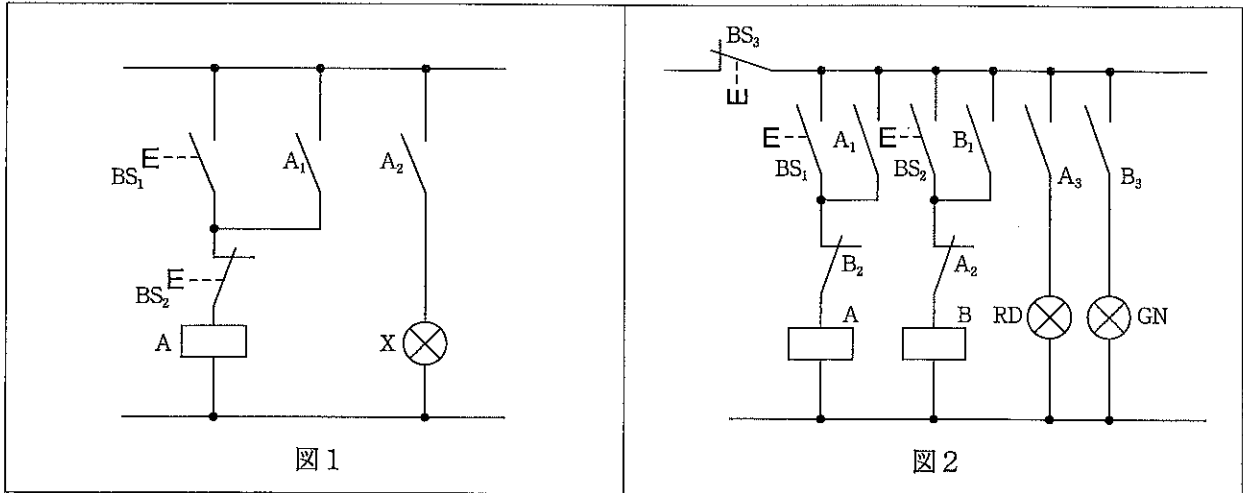 BS₁
A₁
A₂
BS₂
A
X
図1
BS₃
BS₁
A₁
BS₂
B₁
A₃
B₃
B₂
A₂
A
B
RD
GN
図2